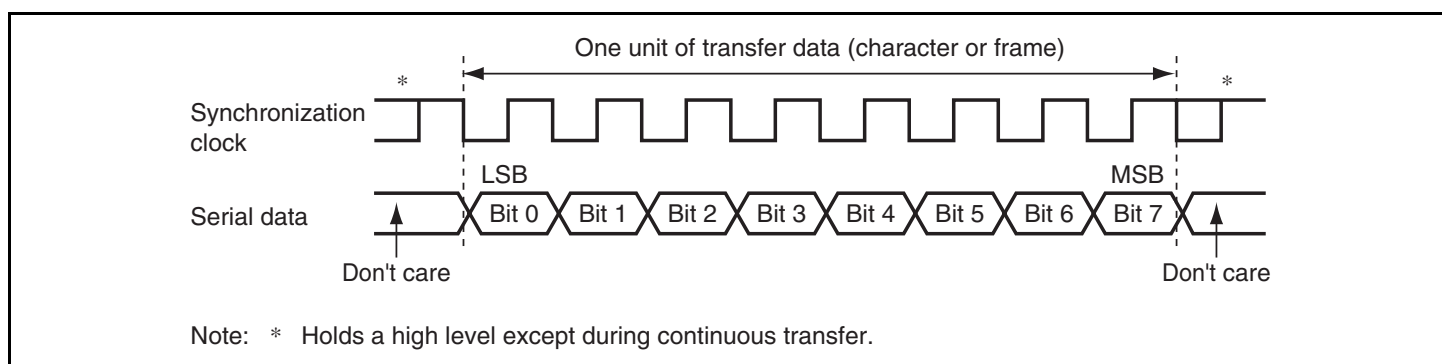 One unit of transfer data (character or frame)
* *
Synchronization
clock
LSB MSB
Serial data Bit 0 Bit 1 Bit 2 Bit 3 Bit 4 Bit 5 Bit 6 Bit 7
Don't care Don't care
Note: * Holds a high level except during continuous transfer.